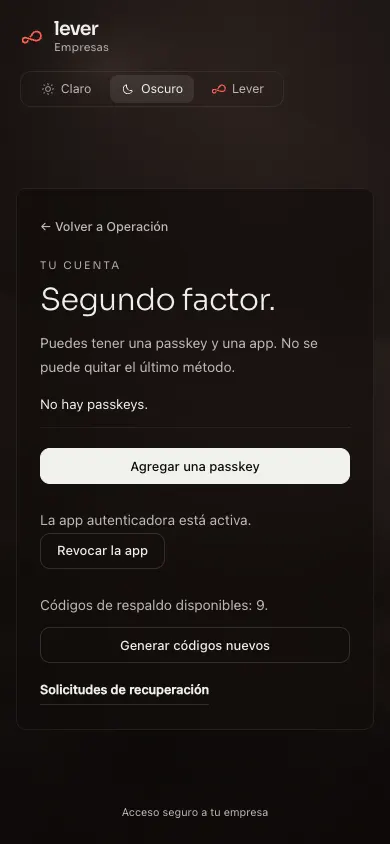 lever
Empresas
Claro
Oscuro
Lever
← Volver a Operación
TU CUENTA
Segundo factor.
Puedes tener una passkey y una app. No se
puede quitar el último método.
No hay passkeys.
Agregar una passkey
La app autenticadora está activa.
Revocar la app
Códigos de respaldo disponibles: 9.
Generar códigos nuevos
Solicitudes de recuperación
Acceso seguro a tu empresa